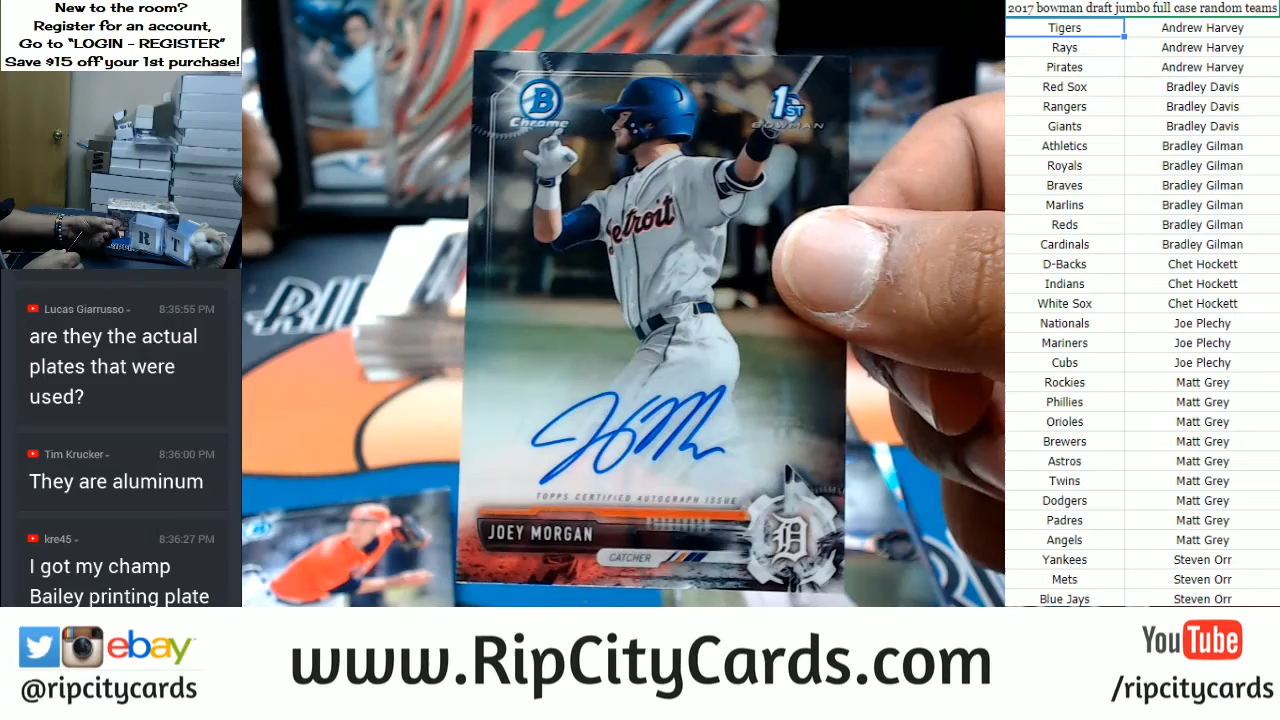 New to the room?
Register for an account,
Go to "LOGIN - REGISTER"
Save $15 off your 1st purchase!
R T
Lucas Giarrusso
8:35:55 PM
are they the actual
plates that were
used?
Tim Krucker
8:36:00 PM
They are aluminum
kre45
8:36:27 PM
I got my champ
Bailey printing plate
B
Chrome
1ST
BOWMAN
Detroit
TOPPS CERTIFIED AUTOGRAPH ISSUE
JOEY MORGAN
CATCHER
D
2017 bowman draft jumbo full case random teams
Tigers Andrew Harvey
Rays Andrew Harvey
Pirates Andrew Harvey
Red Sox Bradley Davis
Rangers Bradley Davis
Giants Bradley Davis
Athletics Bradley Gilman
Royals Bradley Gilman
Braves Bradley Gilman
Marlins Bradley Gilman
Reds Bradley Gilman
Cardinals Bradley Gilman
D-Backs Chet Hockett
Indians Chet Hockett
White Sox Chet Hockett
Nationals Joe Plechy
Mariners Joe Plechy
Cubs Joe Plechy
Rockies Matt Grey
Phillies Matt Grey
Orioles Matt Grey
Brewers Matt Grey
Astros Matt Grey
Twins Matt Grey
Dodgers Matt Grey
Padres Matt Grey
Angels Matt Grey
Yankees Steven Orr
Mets Steven Orr
Blue Jays Steven Orr
ebay
@ripcitycards
www.RipCityCards.com
YouTube
/ripcitycards